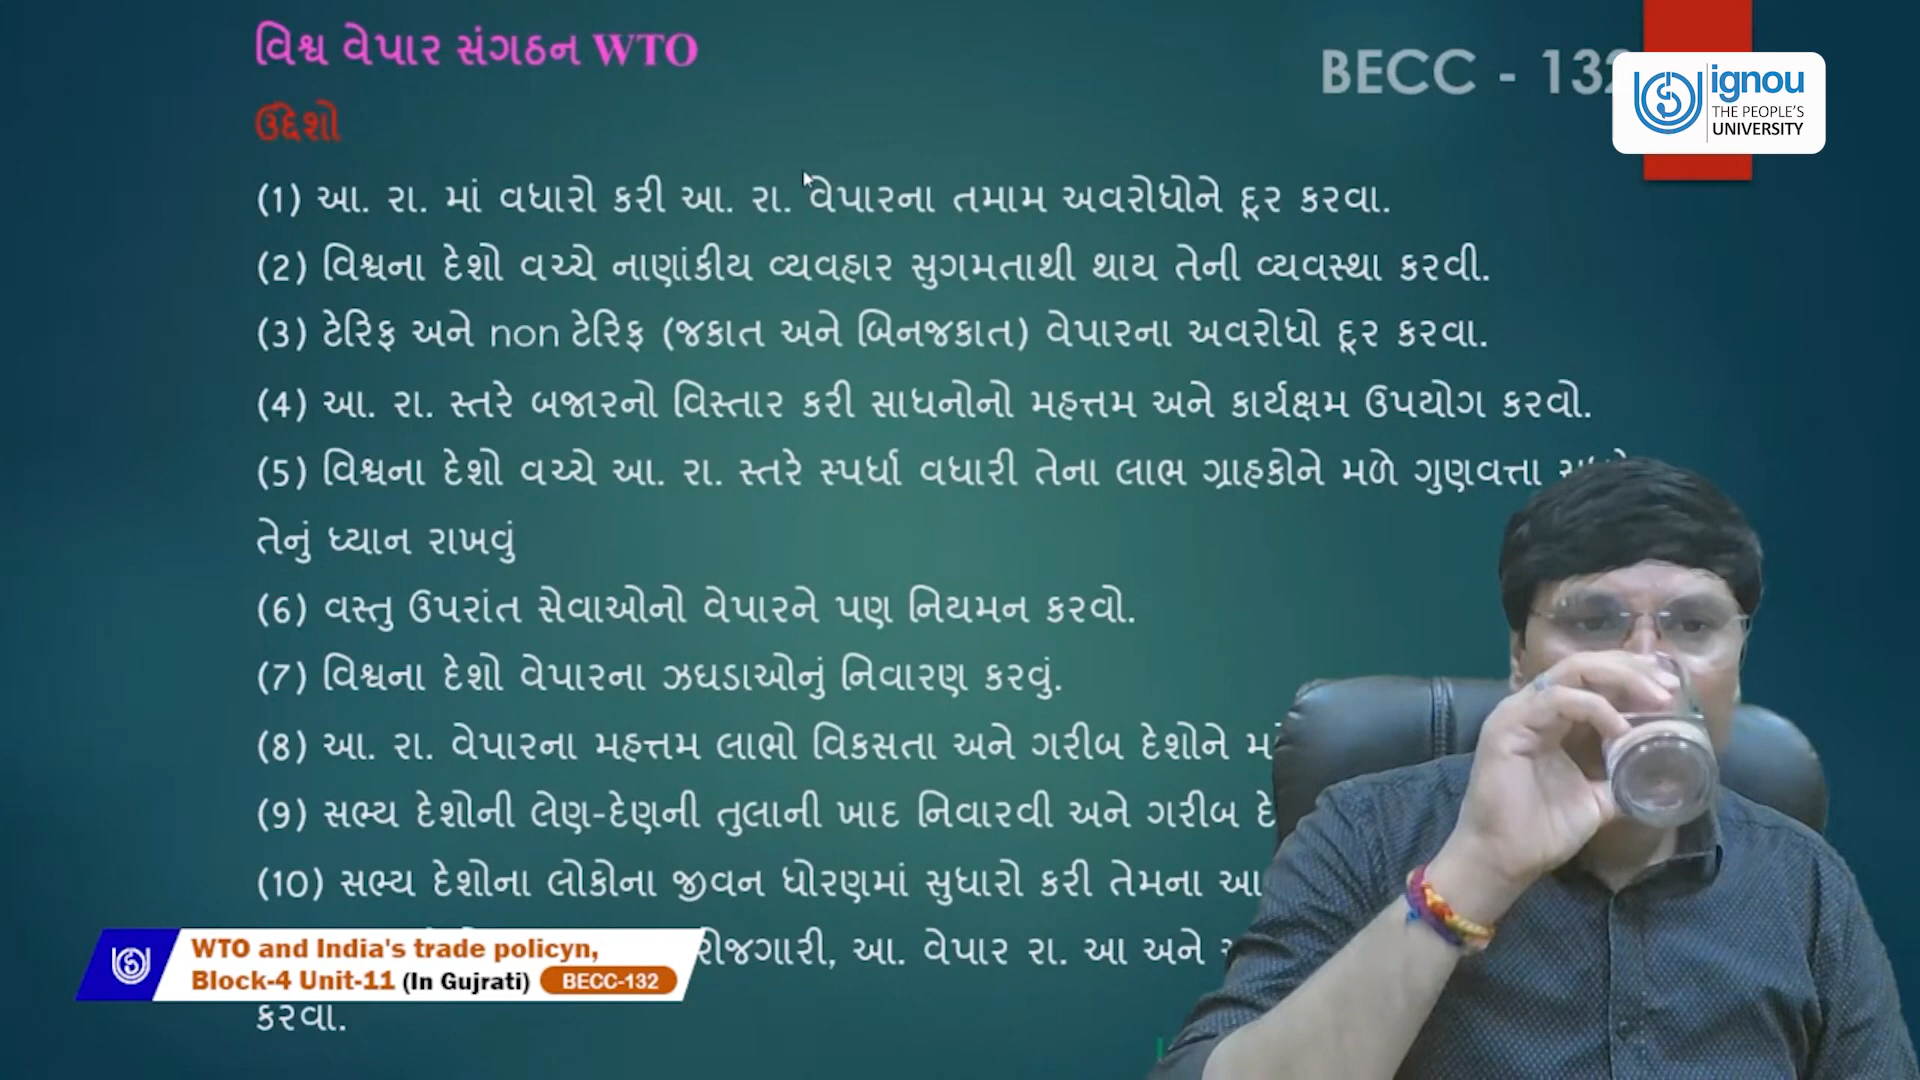 વિશ્વ વેપાર સંગઠન WTO
BECC - 132
ignou
THE PEOPLE'S
UNIVERSITY
ઉદ્દેશો
(1) આ. રા. માં વધારો કરી આ. રા. વેપારના તમામ અવરોધોને દૂર કરવા.
(2) વિશ્વના દેશો વચ્ચે નાણાંકીય વ્યવહાર સુગમતાથી થાય તેની વ્યવસ્થા કરવી.
(3) ટેરિફ અને non ટેરિફ (જકાત અને બિનજકાત) વેપારના અવરોધો દૂર કરવા.
(4) આ. રા. સ્તરે બજારનો વિસ્તાર કરી સાધનોનો મહત્તમ અને કાર્યક્ષમ ઉપયોગ કરવો.
(5) વિશ્વના દેશો વચ્ચે આ. રા. સ્તરે સ્પર્ધા વધારી તેના લાભ ગ્રાહકોને મળે ગુણવત્તા
તેનું ધ્યાન રાખવું
(6) વસ્તુ ઉપરાંત સેવાઓનો વેપારને પણ નિયમન કરવો.
(7) વિશ્વના દેશો વેપારના ઝઘડાઓનું નિવારણ કરવું.
(8) આ. રા. વેપારના મહત્તમ લાભો વિકસતા અને ગરીબ દેશોને
(9) સભ્ય દેશોની લેણ-દેણની તુલાની ખાદ નિવારવી અને ગરીબ
(10) સભ્ય દેશોના લોકોના જીવન ધોરણમાં સુધારો કરી તેમના
આ. વેપાર રા. આ અને
કરવા.
WTO and India's trade policyn,
Block-4 Unit-11 (In Gujrati) BECC-132